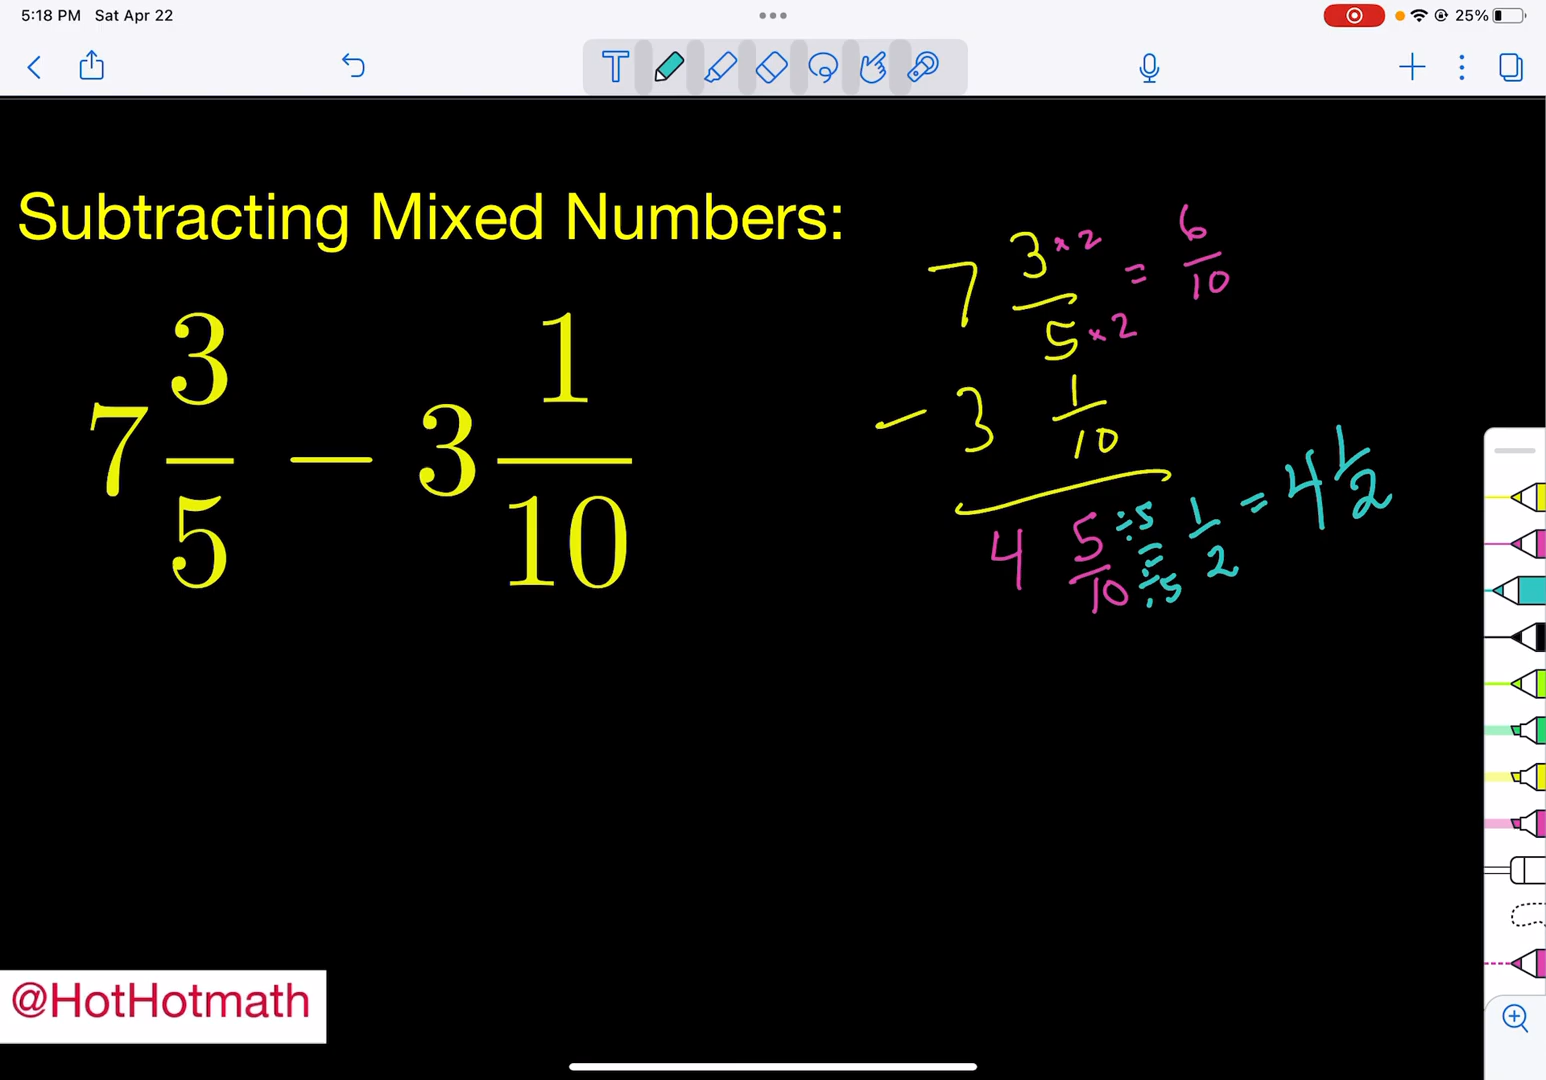 5:18 PM Sat Apr 22
25%
T
Subtracting Mixed Numbers:
7 3/5 − 3 1/10
7 3/5 ×2 ×2 = 6/10
− 3 1/10
4 5/10 ÷5 ÷5 = 1/2 = 4 1/2
@HotHotmath